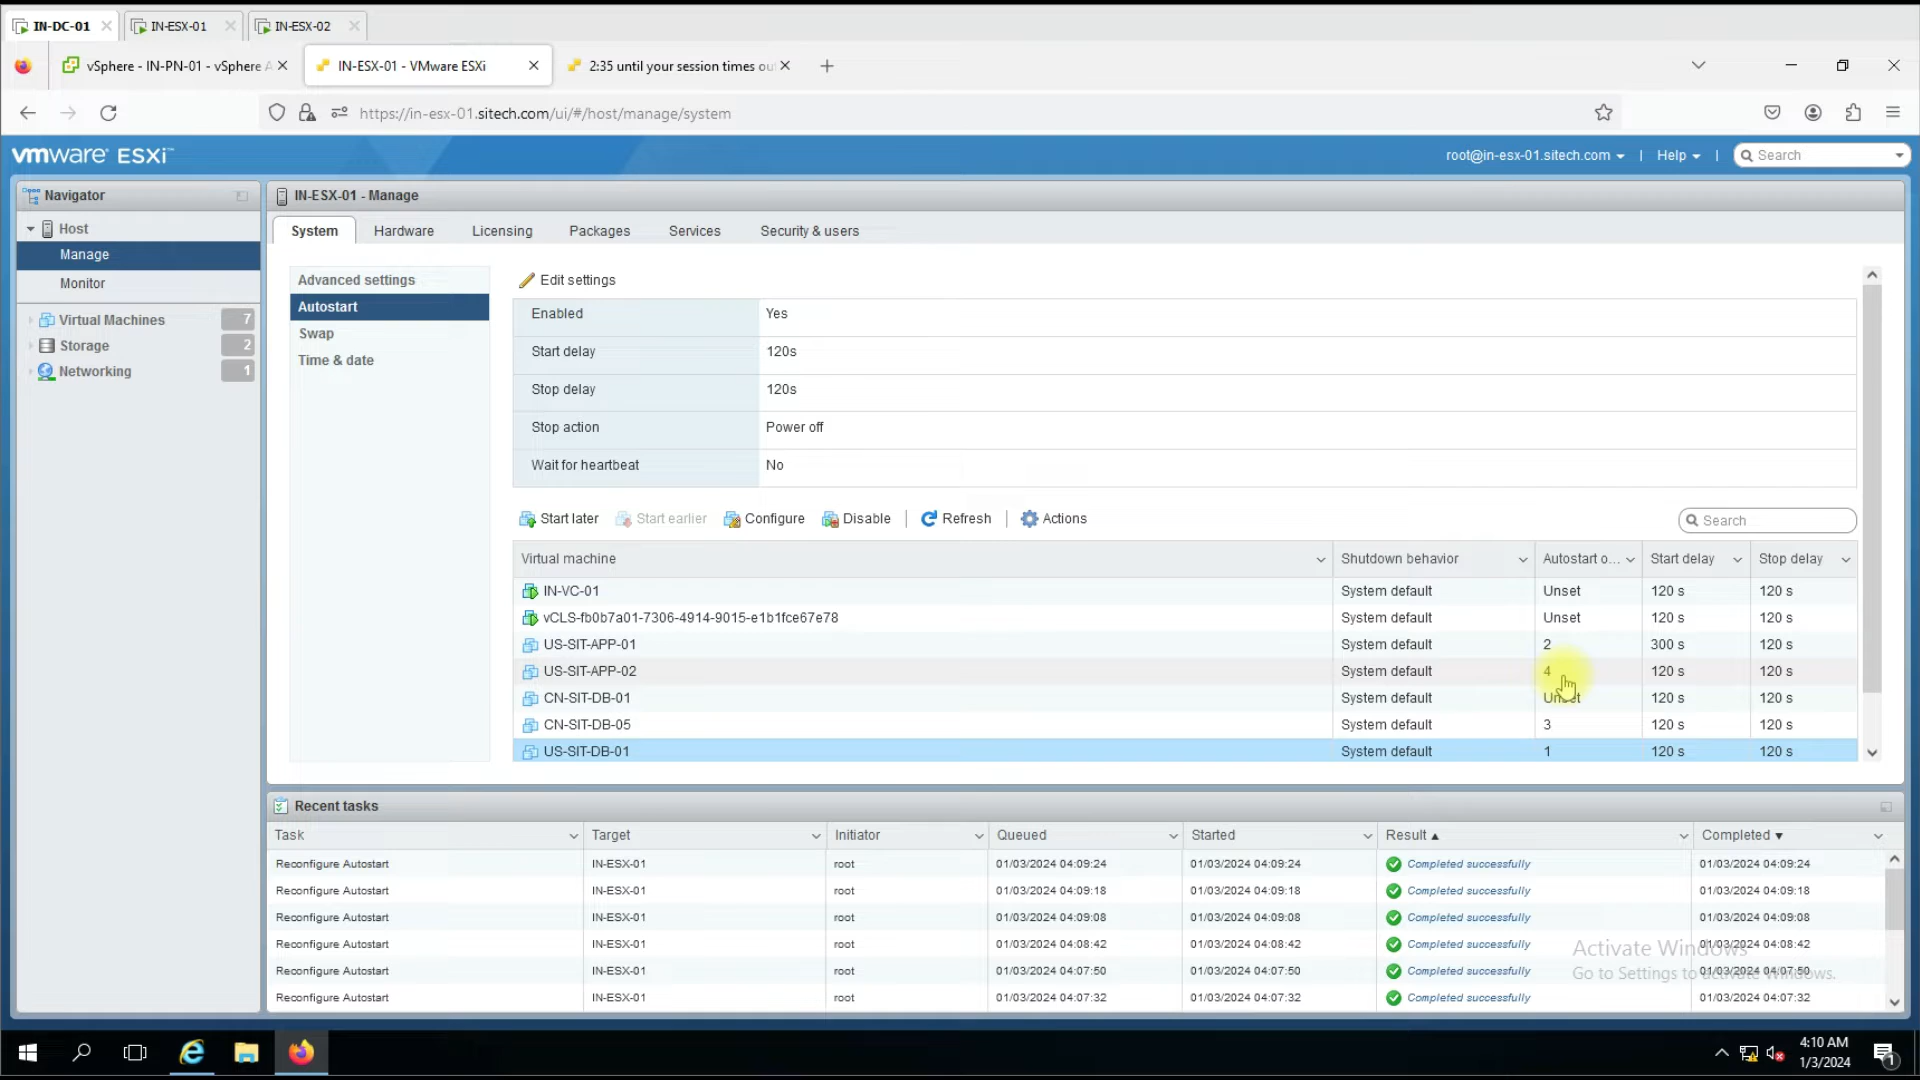 IN-DC-01
IN-ESX-01
IN-ESX-02
vSphere - IN-PN-01 - vSphere
IN-ESX-01 - VMware ESXi
2:35 until your session times ou
https://in-esx-01.sitech.com/ui/#/host/manage/system
vmware ESXi™
root@in-esx-01.sitech.com | Help | Search
Navigator
Host
Manage
Monitor
Virtual Machines 7
Storage 2
Networking 1
IN-ESX-01 - Manage
System Hardware Licensing Packages Services Security & users
Advanced settings
Autostart
Swap
Time & date
Edit settings
Enabled Yes
Start delay 120s
Stop delay 120s
Stop action Power off
Wait for heartbeat No
Start later Start earlier Configure Disable | Refresh | Actions Search
Virtual machine Shutdown behavior Autostart o... Start delay Stop delay
IN-VC-01 System default Unset 120 s 120 s
vCLS-fb0b7a01-7306-4914-9015-e1b1fce67e78 System default Unset 120 s 120 s
US-SIT-APP-01 System default 2 300 s 120 s
US-SIT-APP-02 System default 4 120 s 120 s
CN-SIT-DB-01 System default Unset 120 s 120 s
CN-SIT-DB-05 System default 3 120 s 120 s
US-SIT-DB-01 System default 1 120 s 120 s
Recent tasks
Task Target Initiator Queued Started Result Completed
Reconfigure Autostart IN-ESX-01 root 01/03/2024 04:09:24 01/03/2024 04:09:24 Completed successfully 01/03/2024 04:09:24
Reconfigure Autostart IN-ESX-01 root 01/03/2024 04:09:18 01/03/2024 04:09:18 Completed successfully 01/03/2024 04:09:18
Reconfigure Autostart IN-ESX-01 root 01/03/2024 04:09:08 01/03/2024 04:09:08 Completed successfully 01/03/2024 04:09:08
Reconfigure Autostart IN-ESX-01 root 01/03/2024 04:08:42 01/03/2024 04:08:42 Completed successfully 01/03/2024 04:08:42
Reconfigure Autostart IN-ESX-01 root 01/03/2024 04:07:50 01/03/2024 04:07:50 Completed successfully 01/03/2024 04:07:50
Reconfigure Autostart IN-ESX-01 root 01/03/2024 04:07:32 01/03/2024 04:07:32 Completed successfully 01/03/2024 04:07:32
Activate Windows
Go to Settings to activate Windows.
4:10 AM
1/3/2024
1